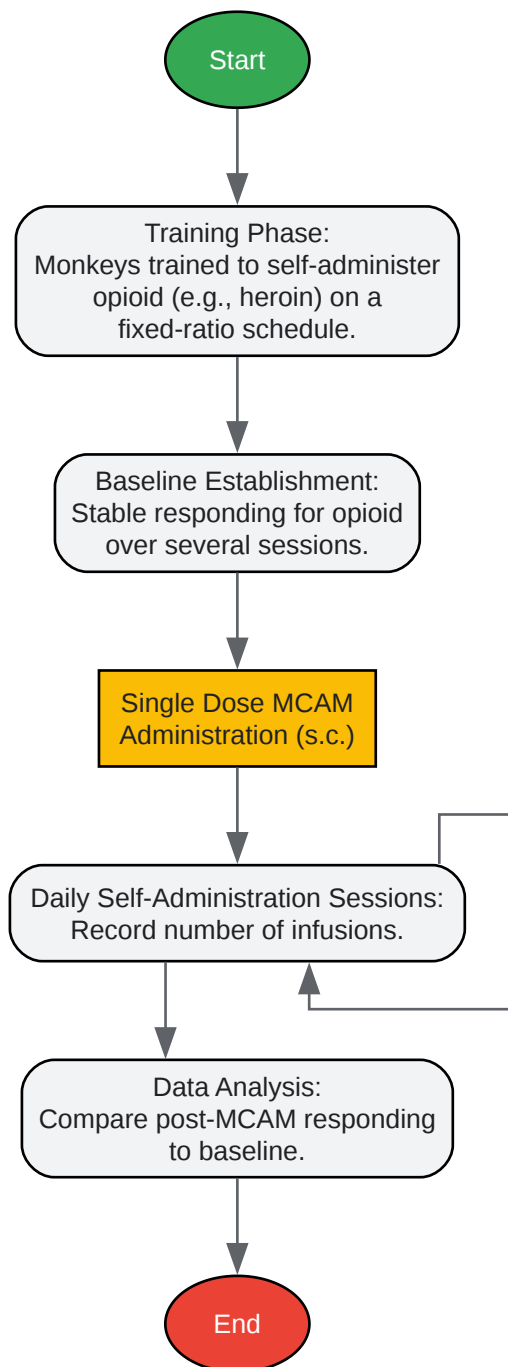 Start
Training Phase:
Monkeys trained to self-administer
opioid (e.g., heroin) on a
fixed-ratio schedule.
Baseline Establishment:
Stable responding for opioid
over several sessions.
Single Dose MCAM
Administration (s.c.)
Daily Self-Administration Sessions:
Record number of infusions.
Data Analysis:
Compare post-MCAM responding
to baseline.
End